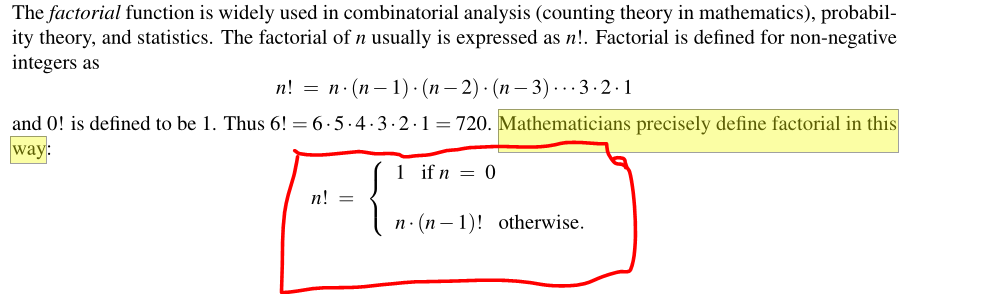 The factorial function is widely used in combinatorial analysis (counting theory in mathematics), probabil-
ity theory, and statistics. The factorial of n usually is expressed as n!. Factorial is defined for non-negative
integers as
n! = n·(n−1)·(n−2)·(n−3)···3·2·1
and 0! is defined to be 1. Thus 6! = 6·5·4·3·2·1 = 720. Mathematicians precisely define factorial in this
way:
1 if n = 0
n! = {
n·(n−1)! otherwise.